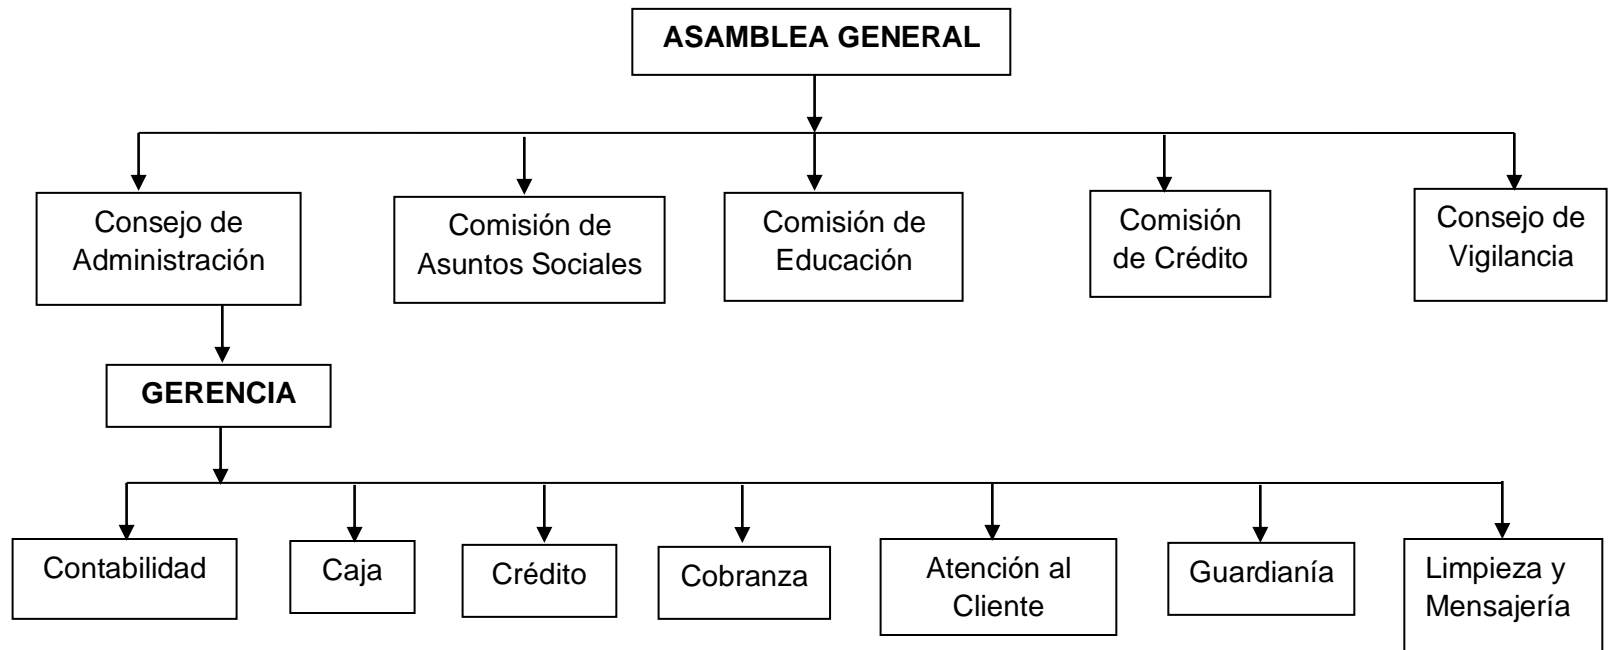 ASAMBLEA GENERAL
Consejo de
Administración
Comisión de
Asuntos Sociales
Comisión de
Educación
Comisión
de Crédito
Consejo de
Vigilancia
GERENCIA
Contabilidad
Caja
Crédito
Cobranza
Atención al
Cliente
Guardianía
Limpieza y
Mensajería